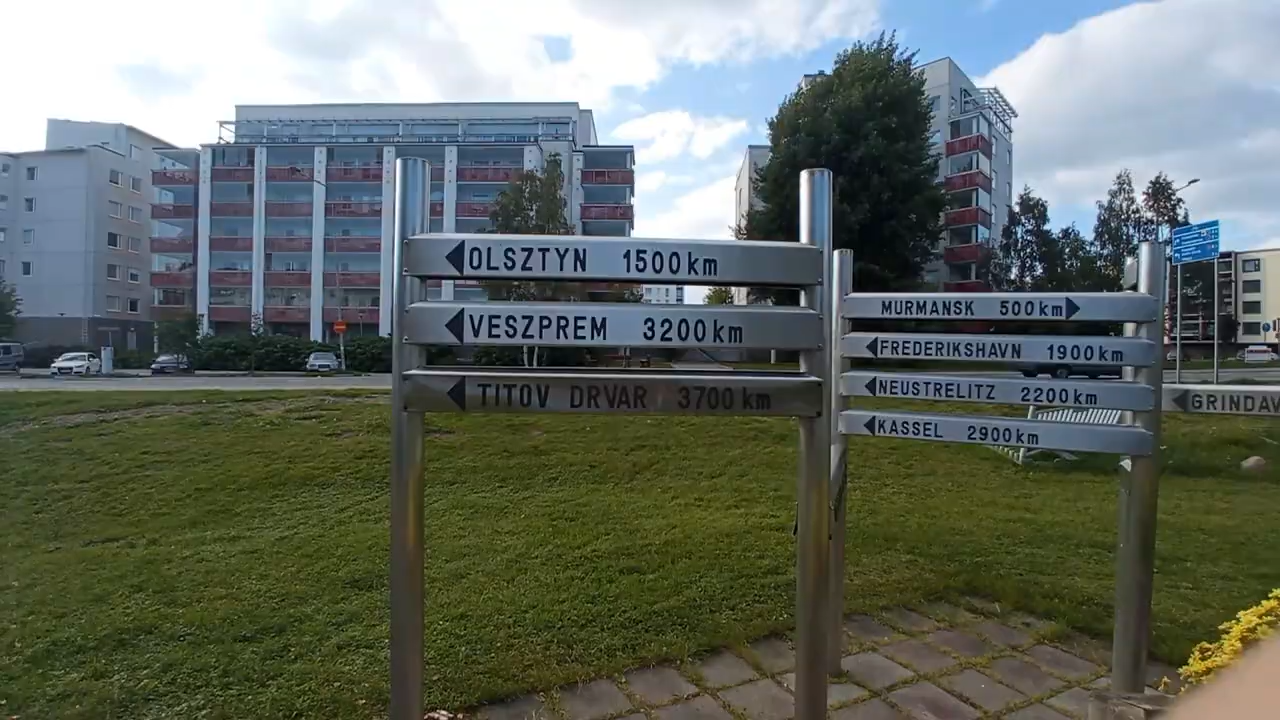 OLSZTYN 1500km
VESZPREM 3200km
TITOV DRVAR 3700km
MURMANSK 500km
FREDERIKSHAVN 1900km
NEUSTRELITZ 2200km
KASSEL 2900km
GRINDAV